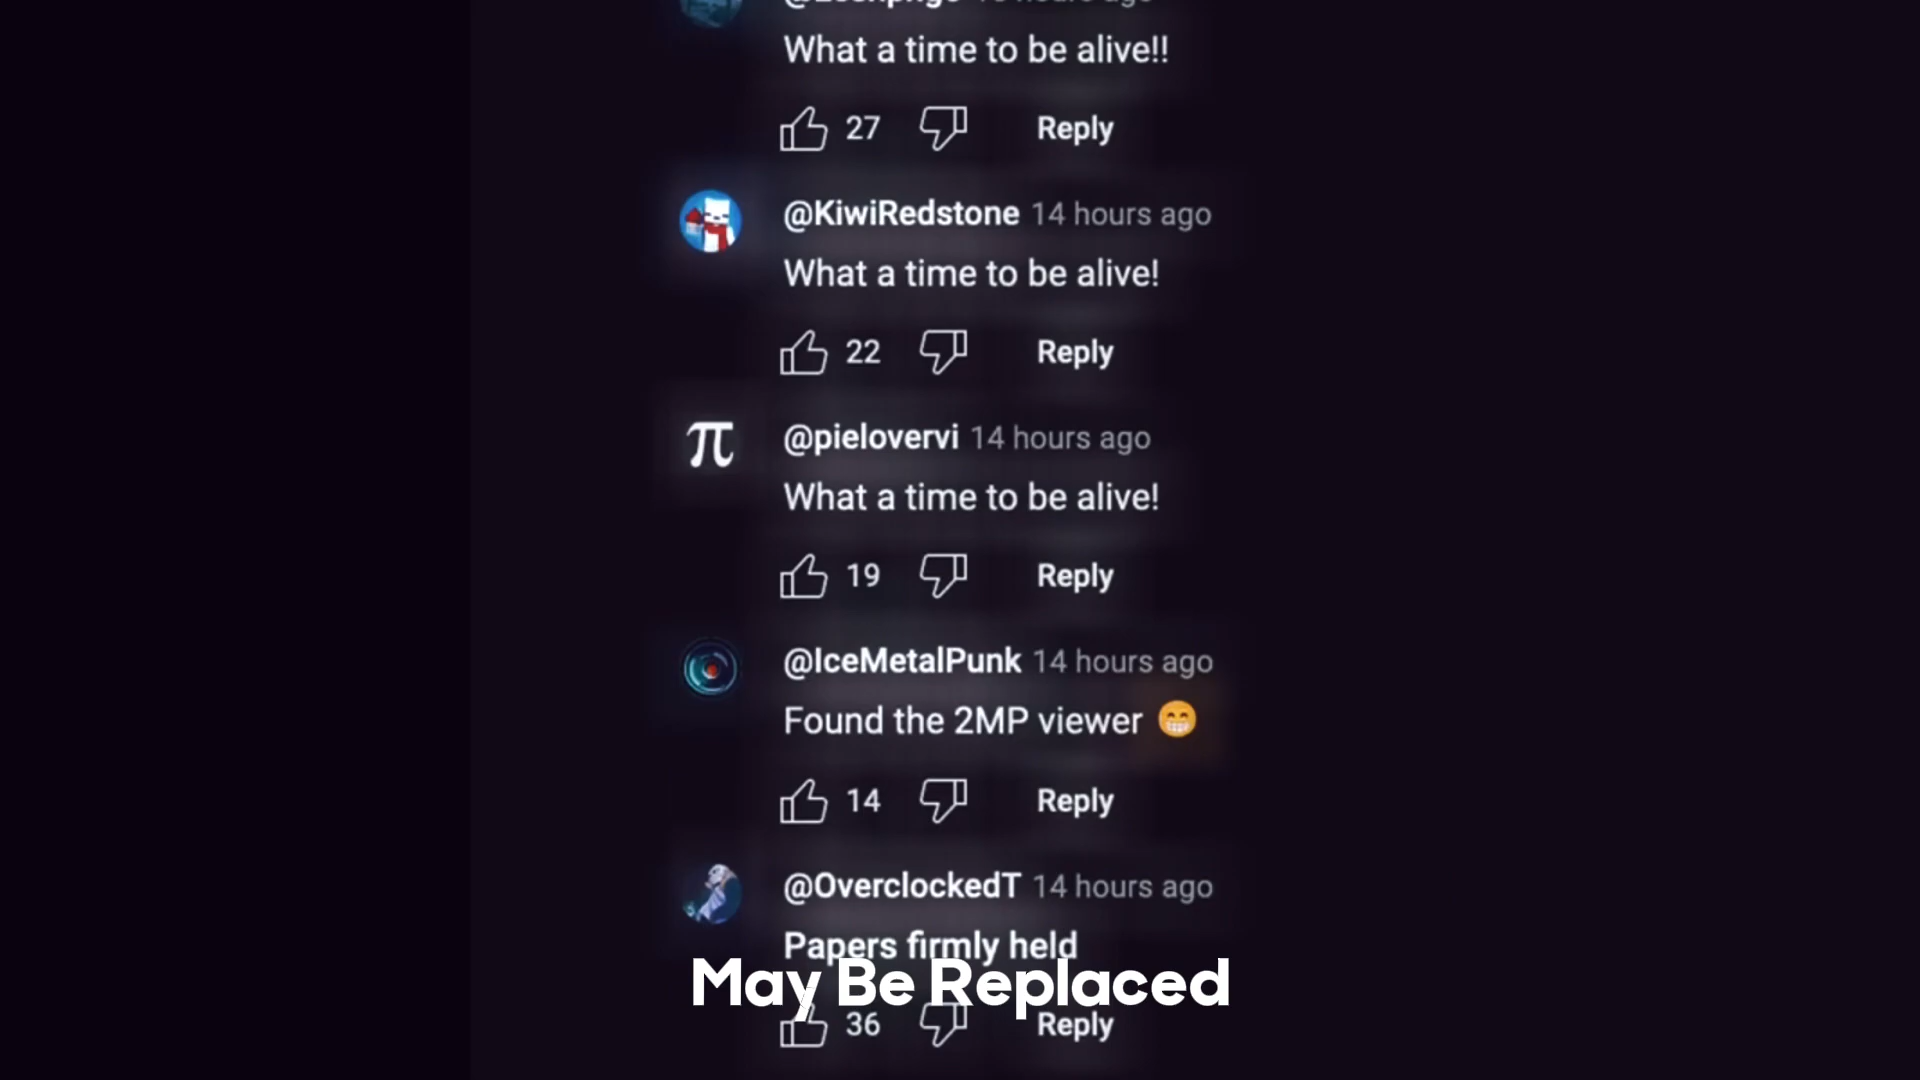 What a time to be alive!!
27 Reply
@KiwiRedstone 14 hours ago
What a time to be alive!
22 Reply
@pielovervi 14 hours ago
What a time to be alive!
19 Reply
@IceMetalPunk 14 hours ago
Found the 2MP viewer 😁
14 Reply
@OverclockedT 14 hours ago
Papers firmly held
May Be Replaced
36 Reply